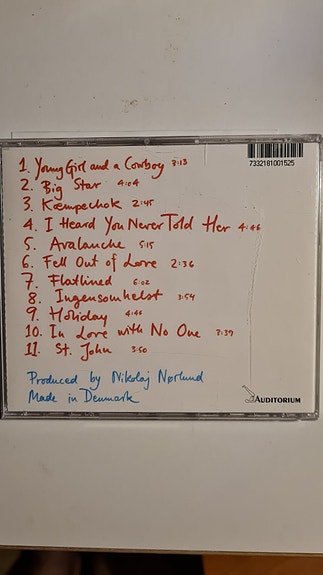 7332181001525
1. Young Girl and a Cowboy 3:13
2. Big Star 4:04
3. Kæmpechok 2:45
4. I Heard You Never Told Her 4:46
5. Avalanche 5:15
6. Fell Out of Love 2:36
7. Flatlined 6:02
8. Ingensomhelst 3:54
9. Holiday 4:46
10. In Love with No One 3:39
11. St. John 3:50
Produced by Nikolaj Nørlund
Made in Denmark
AUDITORIUM